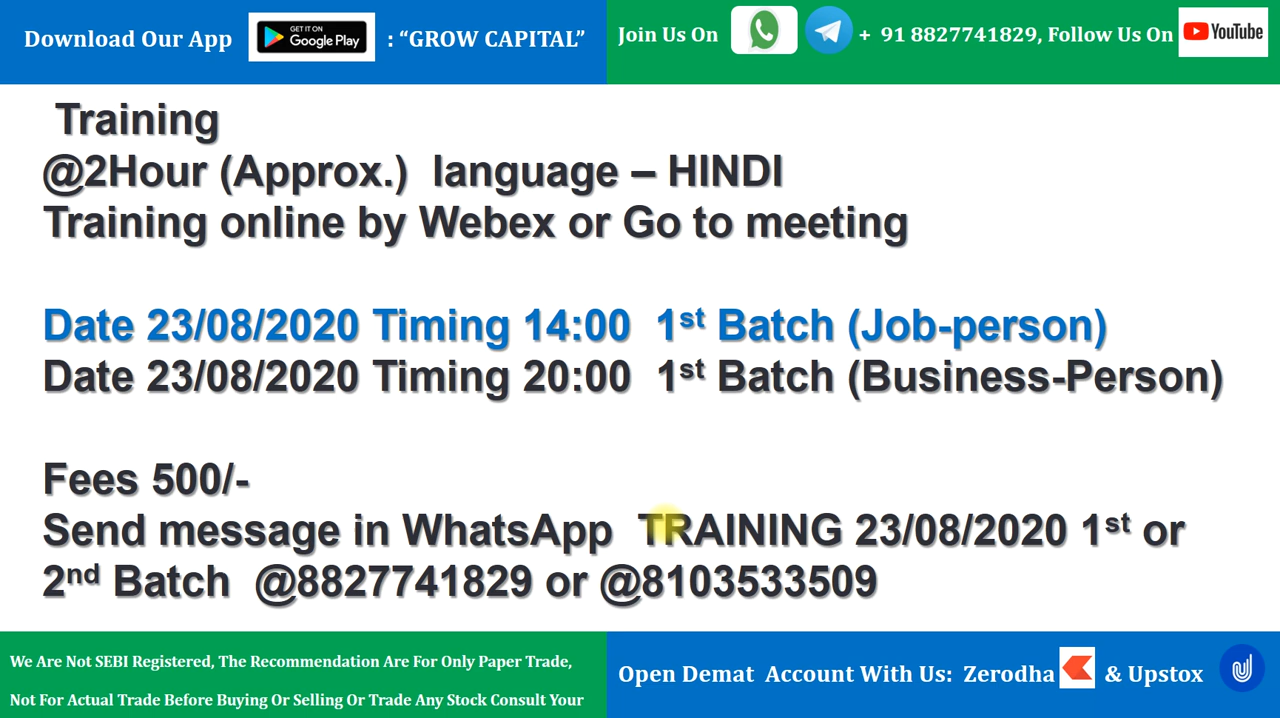 Download Our App GET IT ON Google Play : “GROW CAPITAL”
Join Us On + 91 8827741829, Follow Us On YouTube
Training
@2Hour (Approx.) language – HINDI
Training online by Webex or Go to meeting
Date 23/08/2020 Timing 14:00 1st Batch (Job-person)
Date 23/08/2020 Timing 20:00 1st Batch (Business-Person)
Fees 500/-
Send message in WhatsApp TRAINING 23/08/2020 1st or
2nd Batch @8827741829 or @8103533509
We Are Not SEBI Registered, The Recommendation Are For Only Paper Trade,
Not For Actual Trade Before Buying Or Selling Or Trade Any Stock Consult Your
Open Demat Account With Us: Zerodha & Upstox